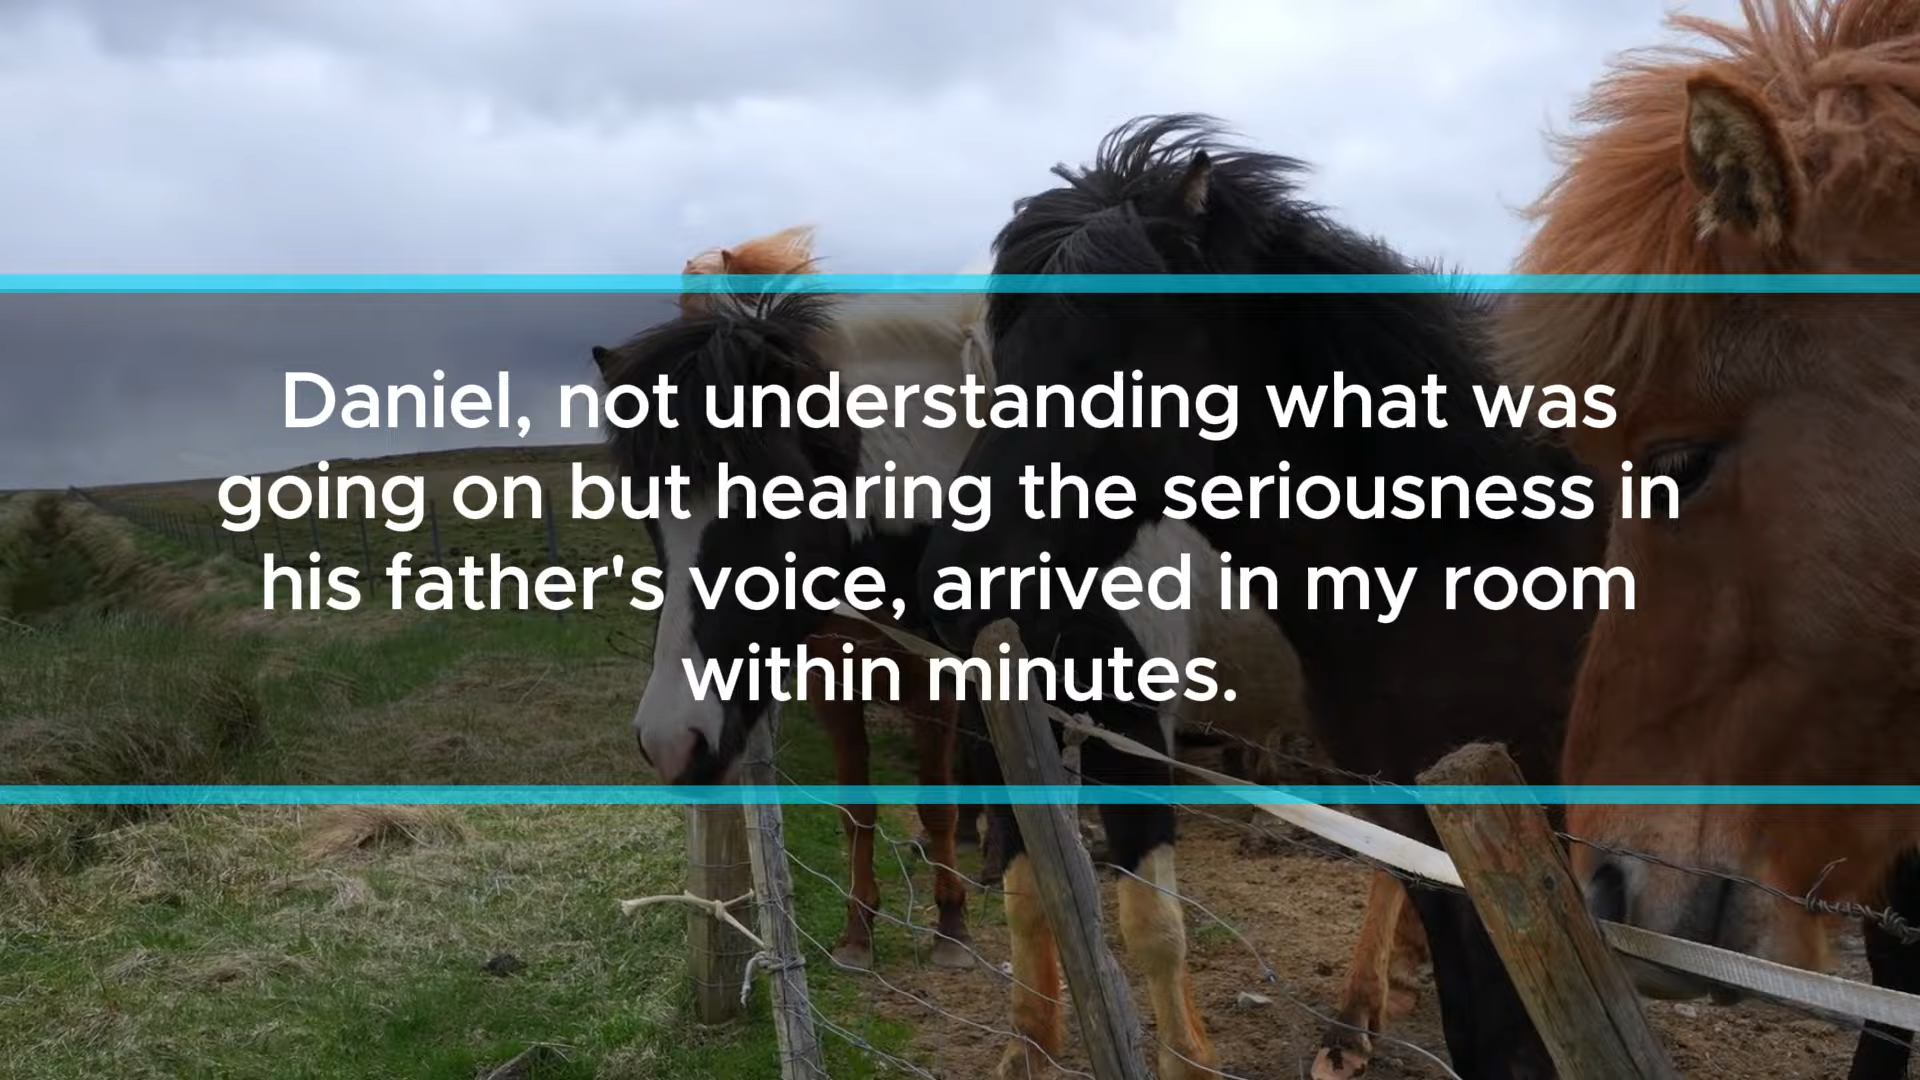 Daniel, not understanding what was
going on but hearing the seriousness in
his father's voice, arrived in my room
within minutes.